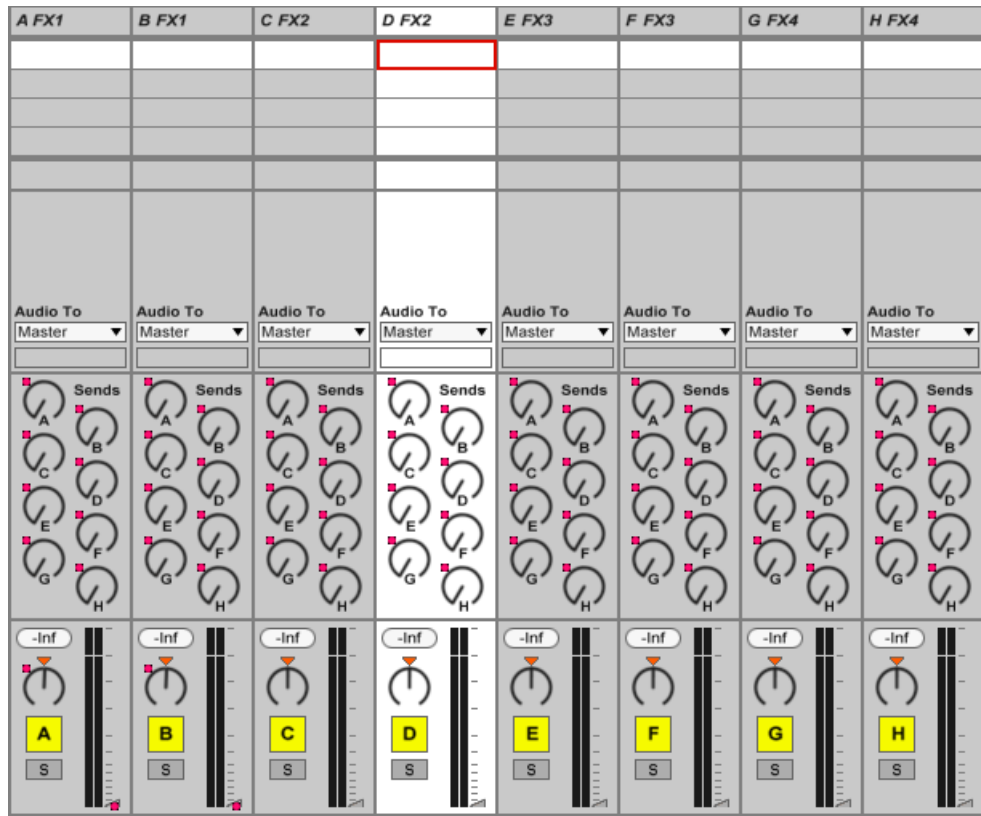 A FX1 B FX1 C FX2 D FX2 E FX3 F FX3 G FX4 H FX4
Audio To Audio To Audio To Audio To Audio To Audio To Audio To Audio To
Master Master Master Master Master Master Master Master
Sends Sends Sends Sends Sends Sends Sends Sends
A A A A A A A A
B B B B B B B B
C C C C C C C C
D D D D D D D D
E E E E E E E E
F F F F F F F F
G G G G G G G G
H H H H H H H H
-Inf -Inf -Inf -Inf -Inf -Inf -Inf -Inf
A B C D E F G H
S S S S S S S S